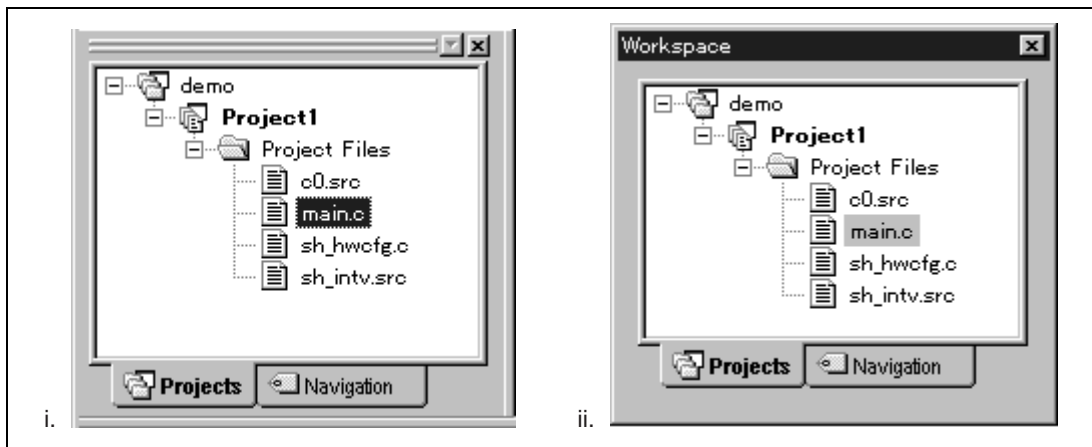 demo
Project1
Project Files
c0.src
main.c
sh_hwcfg.c
sh_intv.src
Projects
Navigation
i.
Workspace
demo
Project1
Project Files
c0.src
main.c
sh_hwcfg.c
sh_intv.src
Projects
Navigation
ii.